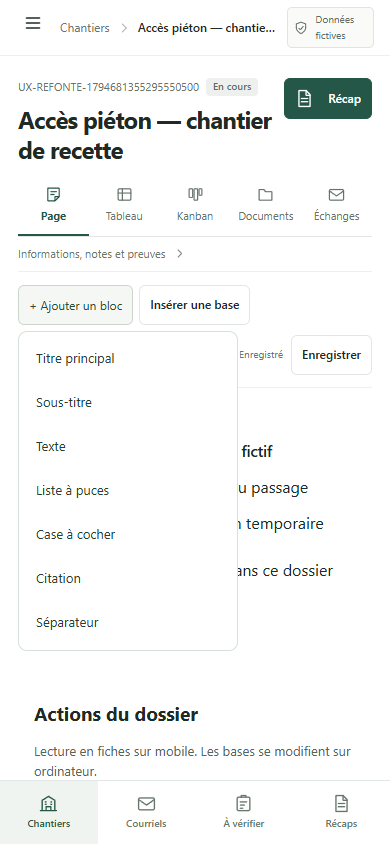 Chantiers
Accès piéton — chantie...
Données
fictives
UX-REFONTE-1794681355295550500
En cours
Récap
Accès piéton — chantier
de recette
Page
Tableau
Kanban
Documents
Échanges
Informations, notes et preuves
+ Ajouter un bloc
Insérer une base
Titre principal
Enregistré
Enregistrer
Sous-titre
Texte
fictif
Liste à puces
passage
Case à cocher
temporaire
Citation
ans ce dossier
Séparateur
Actions du dossier
Lecture en fiches sur mobile. Les bases se modifient sur
ordinateur.
Chantiers
Courriels
À vérifier
Récaps